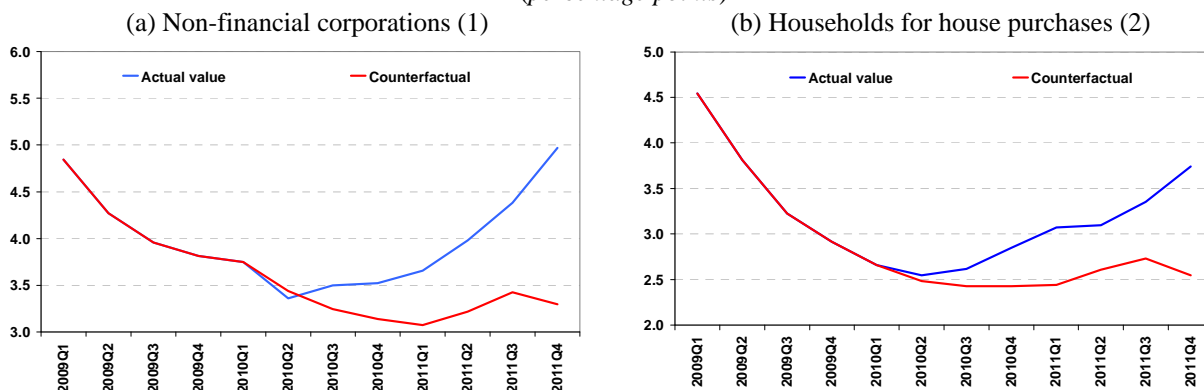 (a) Non-financial corporations (1)
(b) Households for house purchases (2)
6.0
5.5
5.0
4.5
4.0
3.5
3.0
Actual value
Counterfactual
2009Q1
2009Q2
2009Q3
2009Q4
2010Q1
2010Q2
2010Q3
2010Q4
2011Q1
2011Q2
2011Q3
2011Q4
5.0
4.5
4.0
3.5
3.0
2.5
2.0
Actual value
Counterfactual
2009Q1
2009Q2
2009Q3
2009Q4
2010Q1
2010Q2
2010Q3
2010Q4
2011Q1
2011Q2
2011Q3
2011Q4